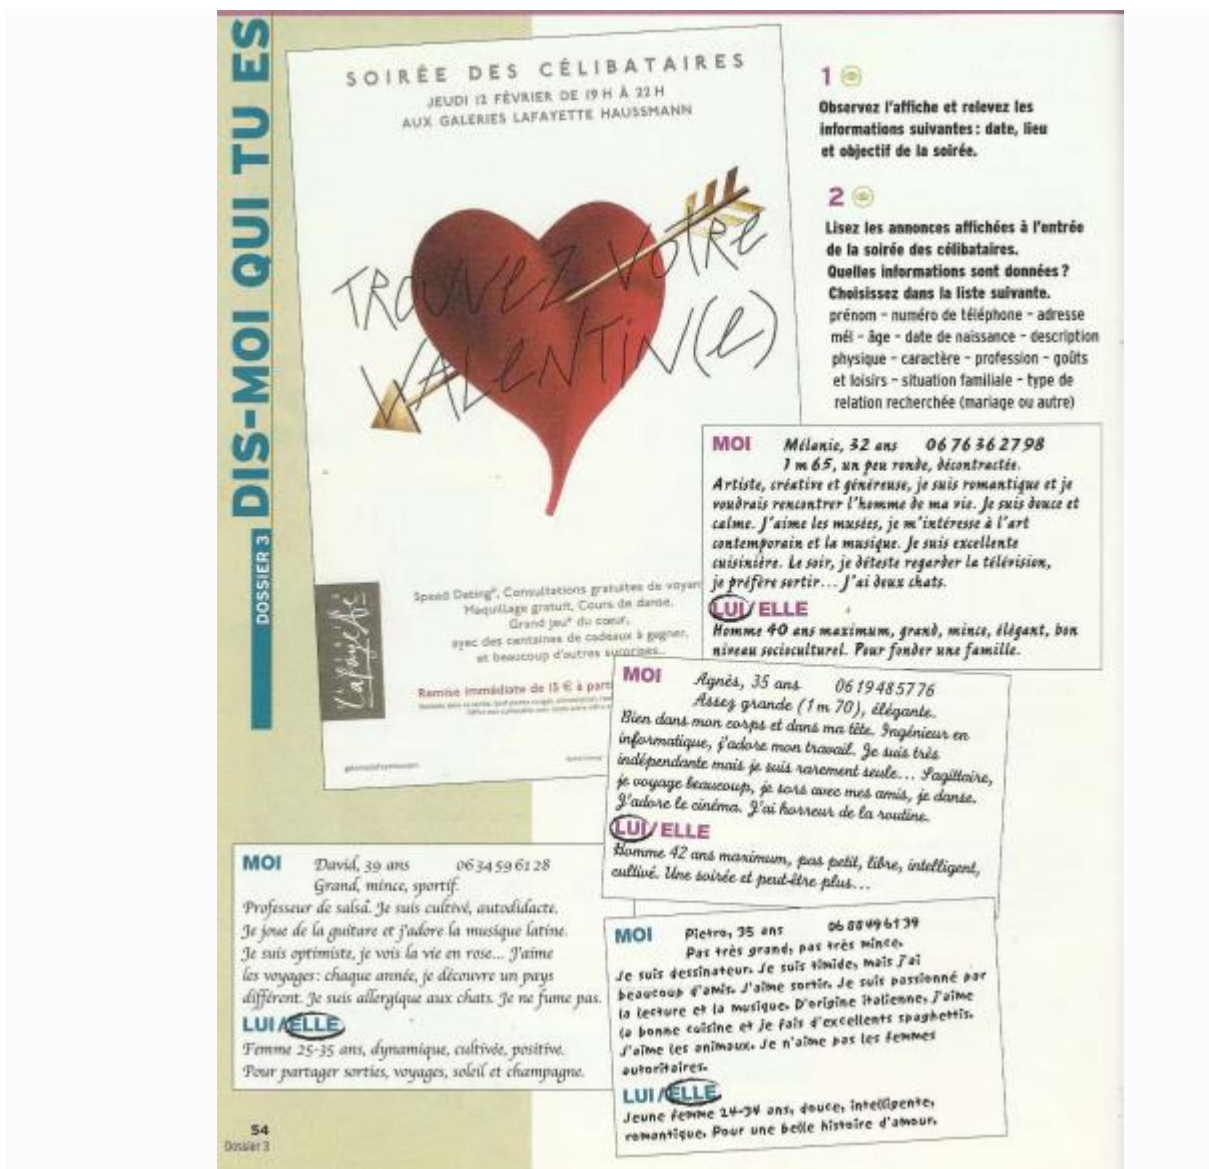 DOSSIER 3 DIS-MOI QUI TU ES
SOIRÉE DES CÉLIBATAIRES
JEUDI 12 FÉVRIER DE 19 H À 22 H
AUX GALERIES LAFAYETTE HAUSSMANN
TROUVEZ VOTRE
VALENTIN(e)
Speed Dating*, Consultations gratuites de voyan
Maquillage gratuit, Cours de danse,
Grand jeu* du cœur,
avec des centaines de cadeaux à gagner,
et beaucoup d'autres surprises...
Remise immédiate de 15 € à parti
Lafayette
1
Observez l'affiche et relevez les
informations suivantes : date, lieu
et objectif de la soirée.
2
Lisez les annonces affichées à l'entrée
de la soirée des célibataires.
Quelles informations sont données ?
Choisissez dans la liste suivante.
prénom – numéro de téléphone – adresse
mél – âge – date de naissance – description
physique – caractère – profession – goûts
et loisirs – situation familiale – type de
relation recherchée (mariage ou autre)
MOI Mélanie, 32 ans 06 76 36 27 98
1 m 65, un peu ronde, décontractée.
Artiste, créative et généreuse, je suis romantique et je
voudrais rencontrer l'homme de ma vie. Je suis douce et
calme. J'aime les musées, je m'intéresse à l'art
contemporain et la musique. Je suis excellente
cuisinière. Le soir, je déteste regarder la télévision,
je préfère sortir... J'ai deux chats.
LUI/ELLE
Homme 40 ans maximum, grand, mince, élégant, bon
niveau socioculturel. Pour fonder une famille.
MOI Agnès, 35 ans 06 19 48 57 76
Assez grande (1 m 70), élégante.
Bien dans mon corps et dans ma tête. Ingénieur en
informatique, j'adore mon travail. Je suis très
indépendante mais je suis rarement seule... Sagittaire,
je voyage beaucoup, je sors avec mes amis, je danse.
J'adore le cinéma. J'ai horreur de la routine.
LUI/ELLE
Homme 42 ans maximum, pas petit, libre, intelligent,
cultivé. Une soirée et peut-être plus...
MOI David, 39 ans 06 34 59 61 28
Grand, mince, sportif.
Professeur de salsa. Je suis cultivé, autodidacte.
Je joue de la guitare et j'adore la musique latine.
Je suis optimiste, je vois la vie en rose... J'aime
les voyages : chaque année, je découvre un pays
différent. Je suis allergique aux chats. Je ne fume pas.
LUI/ELLE
Femme 25-35 ans, dynamique, cultivée, positive.
Pour partager sorties, voyages, soleil et champagne.
MOI Pietro, 35 ans 06 88 49 61 39
Pas très grand, pas très mince.
Je suis dessinateur. Je suis timide, mais j'ai
beaucoup d'amis. J'aime sortir. Je suis passionné par
la lecture et la musique. D'origine italienne, j'aime
la bonne cuisine et je fais d'excellents spaghettis.
J'aime les animaux. Je n'aime pas les femmes
autoritaires.
LUI/ELLE
Jeune femme 24-34 ans, douce, intelligente,
romantique. Pour une belle histoire d'amour.
54
Dossier 3